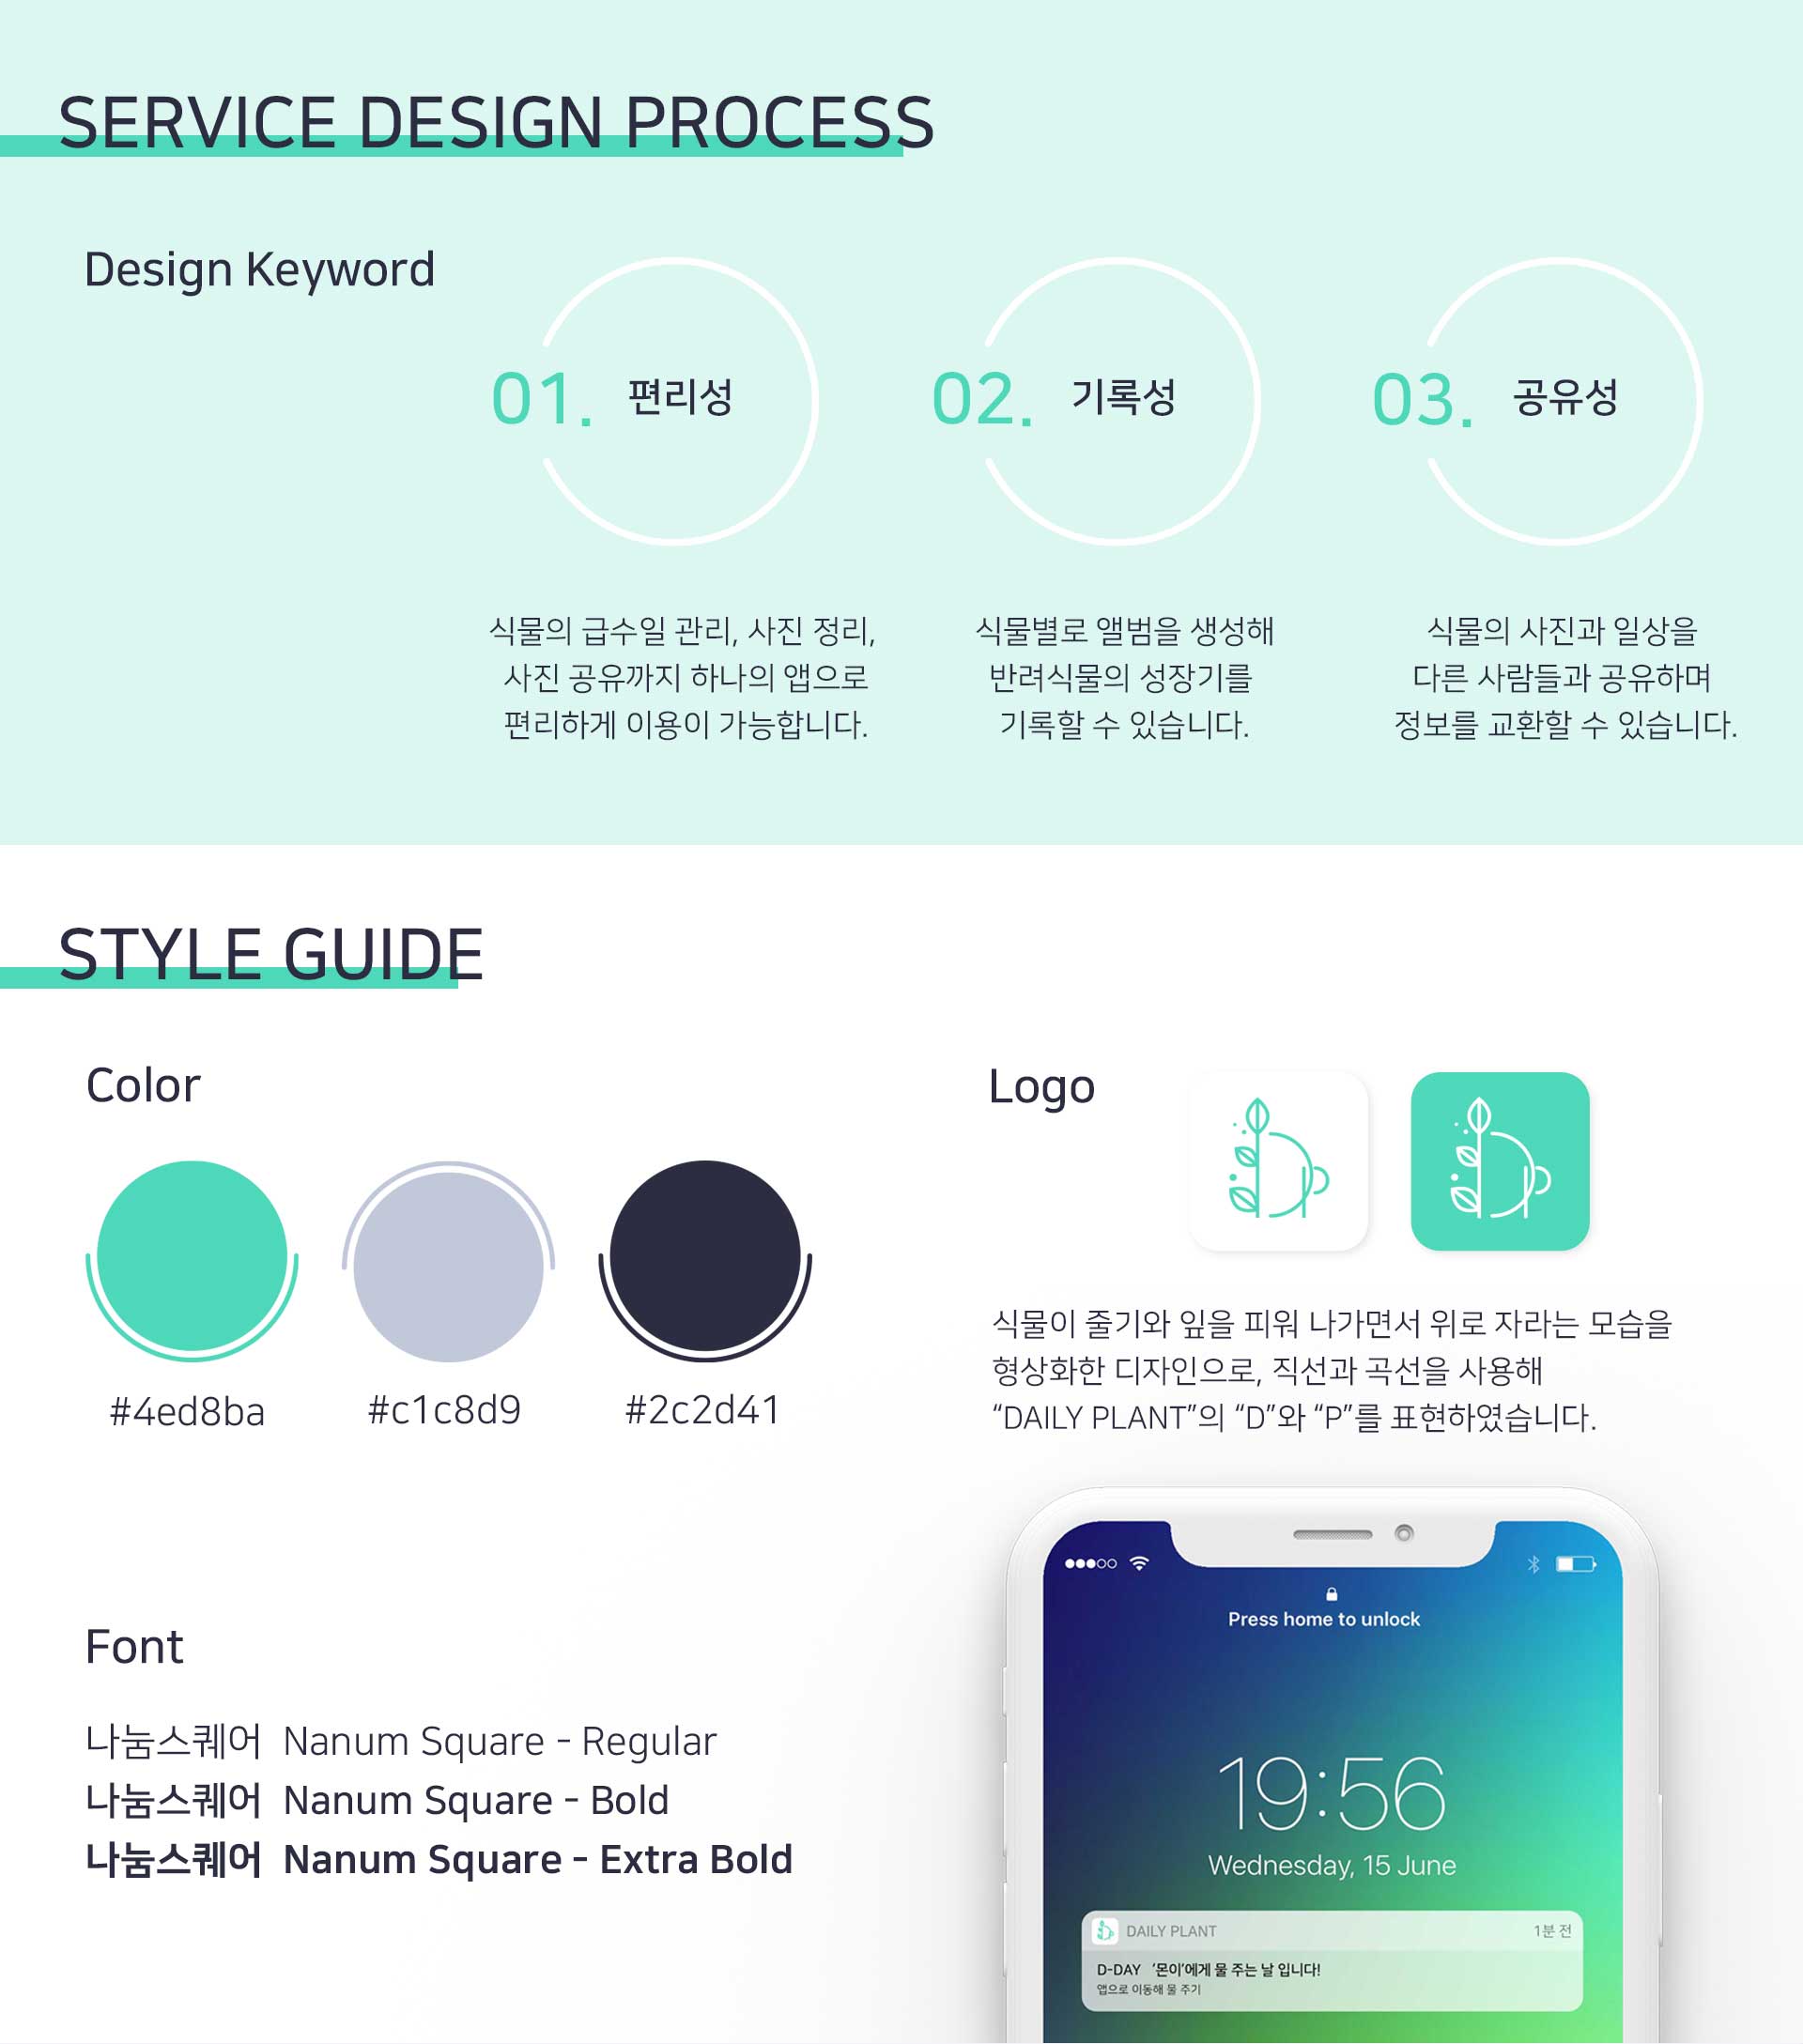 SERVICE DESIGN PROCESS
Design Keyword
01. 편리성
식물의 급수일 관리, 사진 정리,
사진 공유까지 하나의 앱으로
편리하게 이용이 가능합니다.
02. 기록성
식물별로 앨범을 생성해
반려식물의 성장기를
기록할 수 있습니다.
03. 공유성
식물의 사진과 일상을
다른 사람들과 공유하며
정보를 교환할 수 있습니다.
STYLE GUIDE
Color
#4ed8ba
#c1c8d9
#2c2d41
Logo
식물이 줄기와 잎을 피워 나가면서 위로 자라는 모습을
형상화한 디자인으로, 직선과 곡선을 사용해
“DAILY PLANT”의 “D”와 “P”를 표현하였습니다.
Font
나눔스퀘어 Nanum Square - Regular
나눔스퀘어 Nanum Square - Bold
나눔스퀘어 Nanum Square - Extra Bold
Press home to unlock
19:56
Wednesday, 15 June
DAILY PLANT 1분 전
D-DAY ‘몬이’에게 물 주는 날 입니다!
앱으로 이동해 물 주기